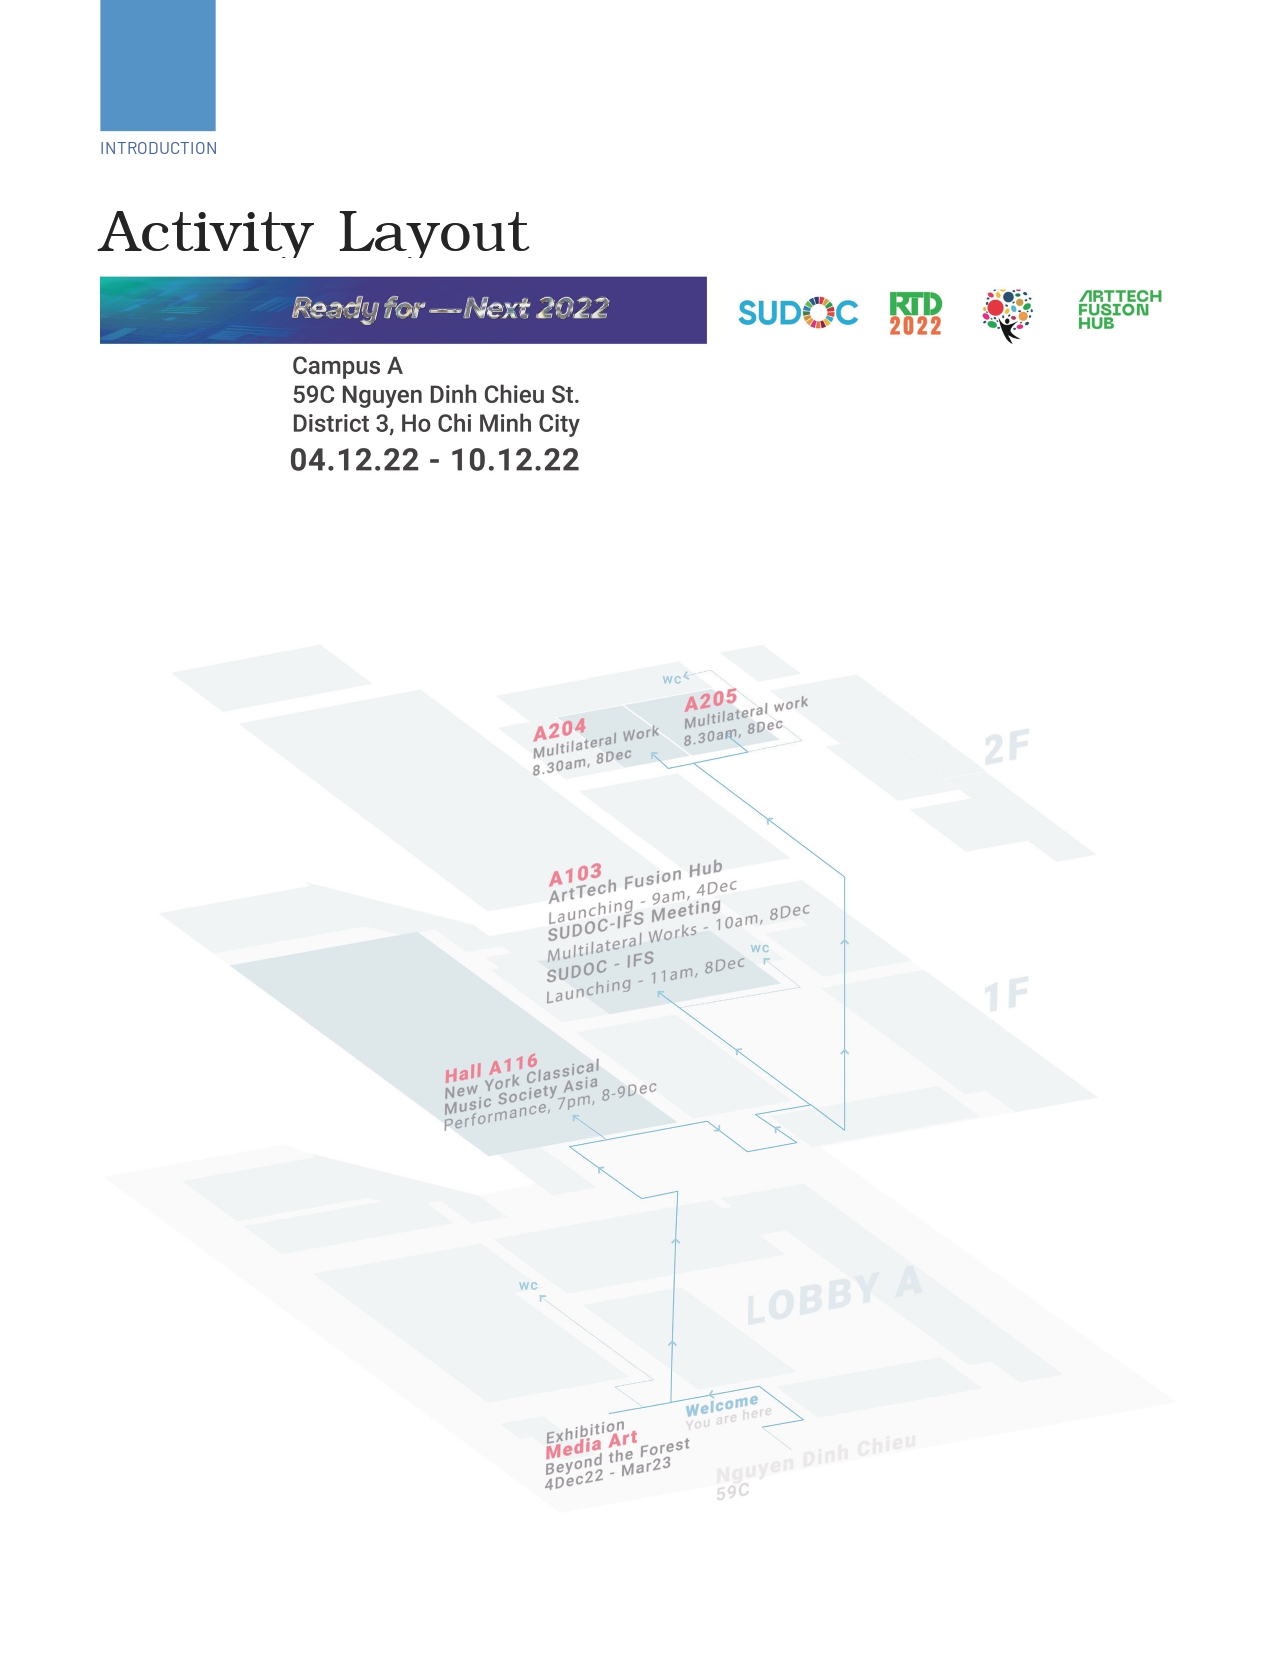 INTRODUCTION
Activity Layout
Ready for —Next 2022
SUDOC
RTD
2022
ARTTECH
FUSION
HUB
Campus A
59C Nguyen Dinh Chieu St.
District 3, Ho Chi Minh City
04.12.22 - 10.12.22
WC
A205
Multilateral work
8.30am, 8Dec
A204
Multilateral Work
8.30am, 8Dec
2F
A103
ArtTech Fusion Hub
Launching - 9am, 4Dec
SUDOC-IFS Meeting
Multilateral Works - 10am, 8Dec
SUDOC - IFS
Launching - 11am, 8Dec
WC
1F
Hall A116
New York Classical
Music Society Asia
Performance, 7pm, 8-9Dec
WC
LOBBY A
Welcome
You are here
Exhibition
Media Art
Beyond the Forest
4Dec22 - Mar23
Nguyen Dinh Chieu
59C